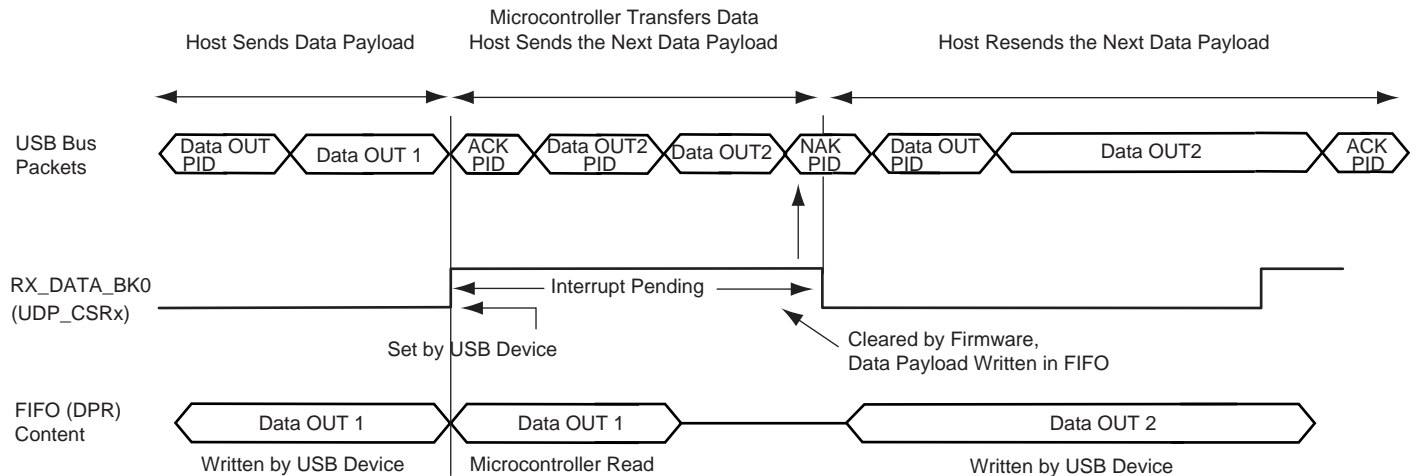 Microcontroller Transfers Data
Host Sends Data Payload
Host Sends the Next Data Payload
Host Resends the Next Data Payload
USB Bus
Packets
Data OUT
PID
Data OUT 1
ACK
PID
Data OUT2
PID
Data OUT2
NAK
PID
Data OUT
PID
Data OUT2
ACK
PID
RX_DATA_BK0
(UDP_CSRx)
Interrupt Pending
Set by USB Device
Cleared by Firmware,
Data Payload Written in FIFO
FIFO (DPR)
Content
Data OUT 1
Data OUT 1
Data OUT 2
Written by USB Device
Microcontroller Read
Written by USB Device